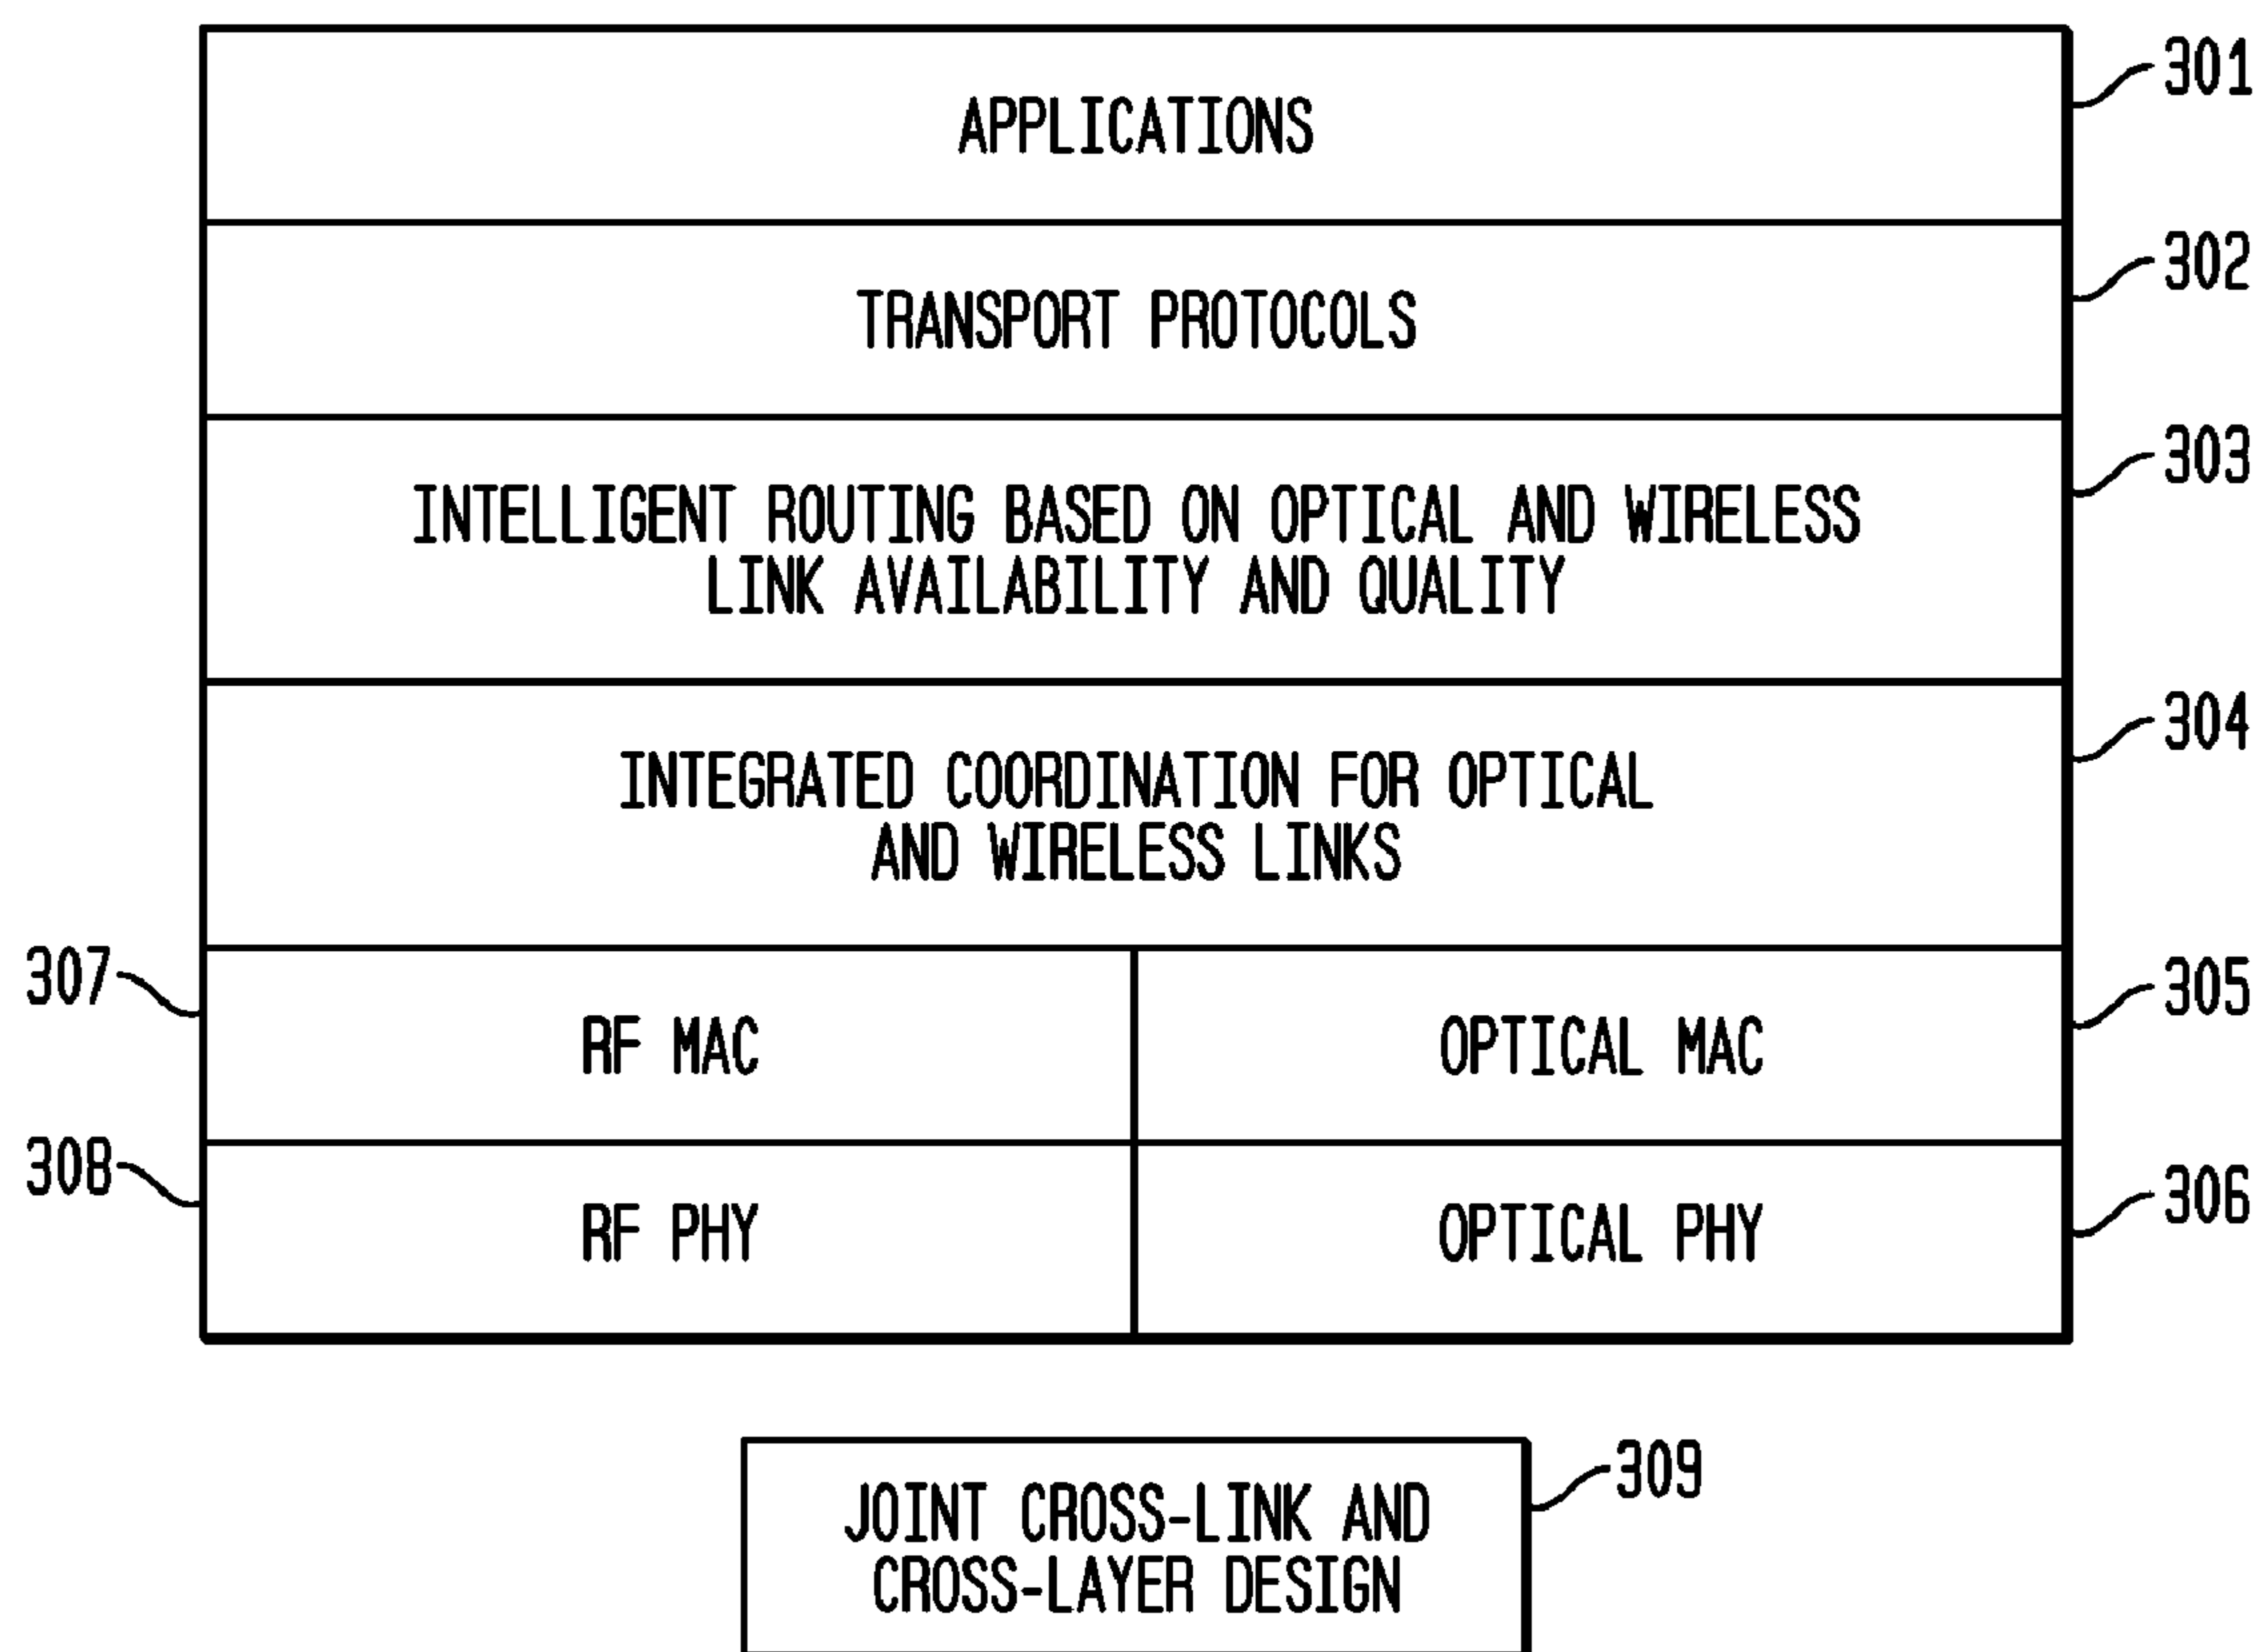 APPLICATIONS
301
TRANSPORT PROTOCOLS
302
INTELLIGENT ROUTING BASED ON OPTICAL AND WIRELESS
LINK AVAILABILITY AND QUALITY
303
INTEGRATED COORDINATION FOR OPTICAL
AND WIRELESS LINKS
304
307
RF MAC
OPTICAL MAC
305
308
RF PHY
OPTICAL PHY
306
JOINT CROSS-LINK AND
CROSS-LAYER DESIGN
309